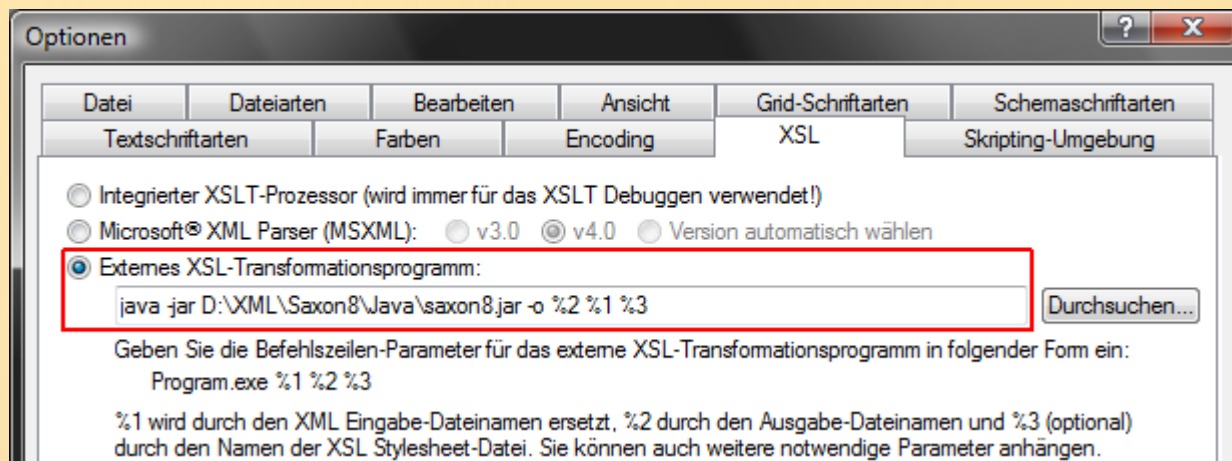 Optionen
Datei Dateiarten Bearbeiten Ansicht Grid-Schriftarten Schemaschriftarten
Textschriftarten Farben Encoding XSL Skripting-Umgebung
Integrierter XSLT-Prozessor (wird immer für das XSLT Debuggen verwendet!)
Microsoft® XML Parser (MSXML): v3.0 v4.0 Version automatisch wählen
Externes XSL-Transformationsprogramm:
java -jar D:\XML\Saxon8\Java\saxon8.jar -o %2 %1 %3 Durchsuchen...
Geben Sie die Befehlszeilen-Parameter für das externe XSL-Transformationsprogramm in folgender Form ein:
Program.exe %1 %2 %3
%1 wird durch den XML Eingabe-Dateinamen ersetzt, %2 durch den Ausgabe-Dateinamen und %3 (optional)
durch den Namen der XSL Stylesheet-Datei. Sie können auch weitere notwendige Parameter anhängen.